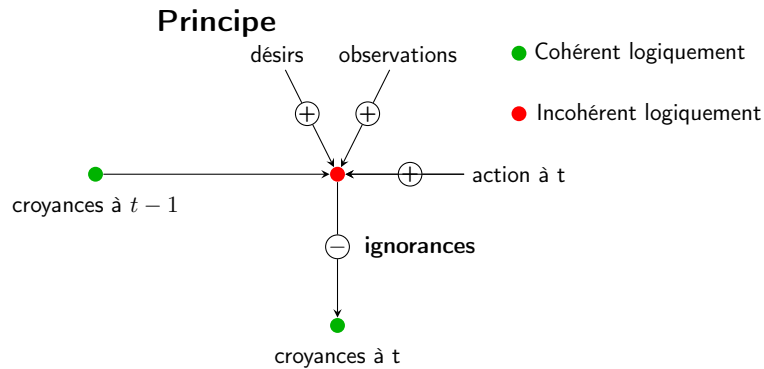 Principe
désirs
observations
Cohérent logiquement
+
+
Incohérent logiquement
+
action à t
croyances à t − 1
−
ignorances
croyances à t